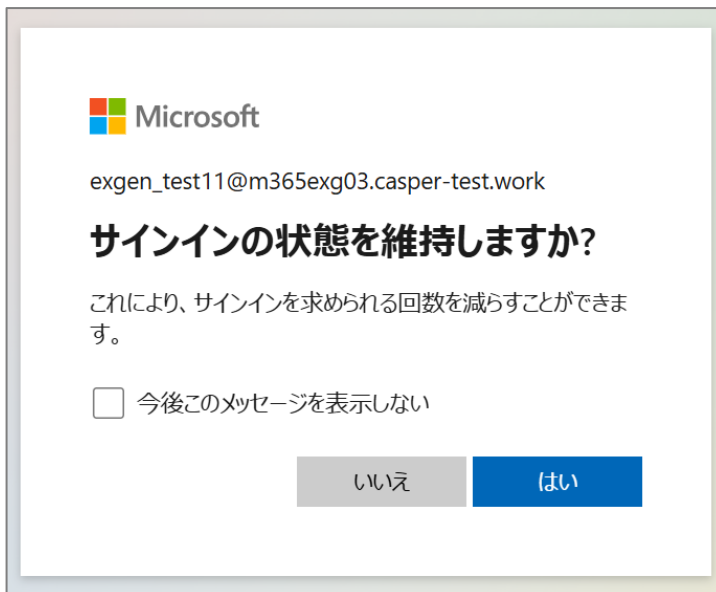 Microsoft
exgen_test11@m365exg03.casper-test.work
サインインの状態を維持しますか?
これにより、サインインを求められる回数を減らすことができま
す。
今後このメッセージを表示しない
いいえ
はい